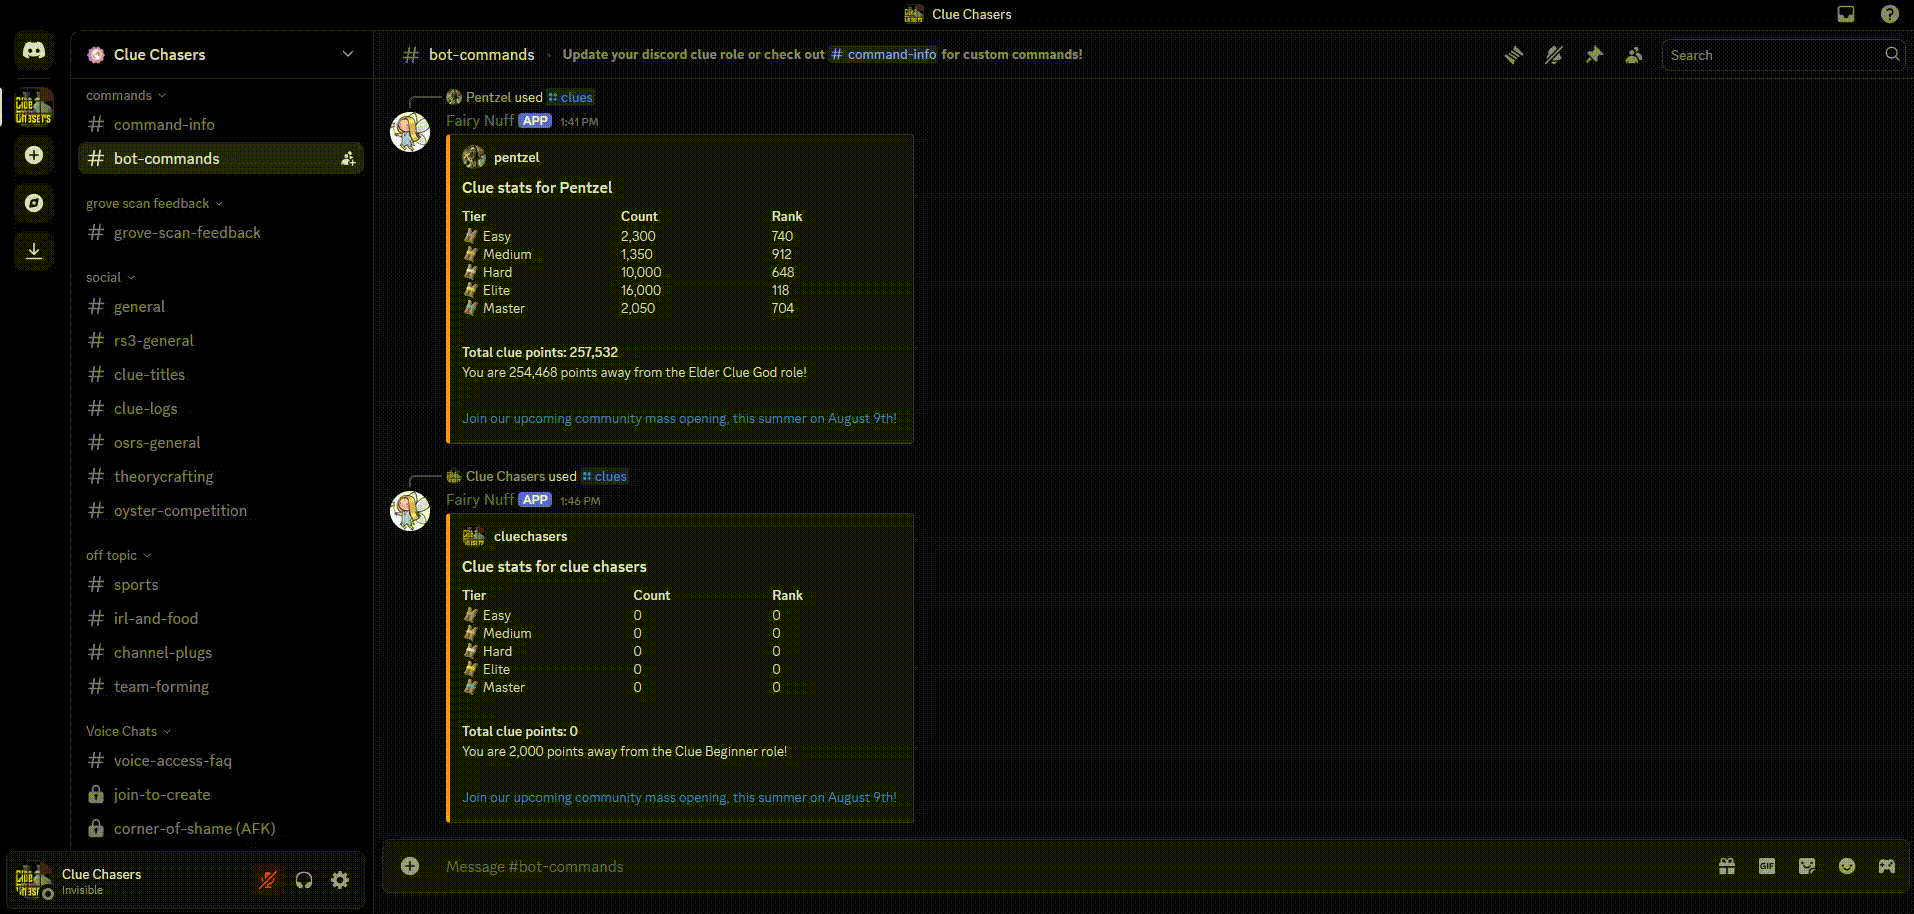 Clue Chasers
Clue Chasers
commands
command-info
bot-commands
grove scan feedback
grove-scan-feedback
social
general
rs3-general
clue-titles
clue-logs
osrs-general
theorycrafting
oyster-competition
off topic
sports
irl-and-food
channel-plugs
team-forming
Voice Chats
voice-access-faq
join-to-create
corner-of-shame (AFK)
Clue Chasers
Invisible
# bot-commands Update your discord clue role or check out # command-info for custom commands!
Search
Pentzel used clues
Fairy Nuff APP 1:41 PM
pentzel
Clue stats for Pentzel
Tier Count Rank
Easy 2,300 740
Medium 1,350 912
Hard 10,000 648
Elite 16,000 118
Master 2,050 704
Total clue points: 257,532
You are 254,468 points away from the Elder Clue God role!
Join our upcoming community mass opening, this summer on August 9th!
Clue Chasers used clues
Fairy Nuff APP 1:46 PM
cluechasers
Clue stats for clue chasers
Tier Count Rank
Easy 0 0
Medium 0 0
Hard 0 0
Elite 0 0
Master 0 0
Total clue points: 0
You are 2,000 points away from the Clue Beginner role!
Join our upcoming community mass opening, this summer on August 9th!
Message #bot-commands
GIF